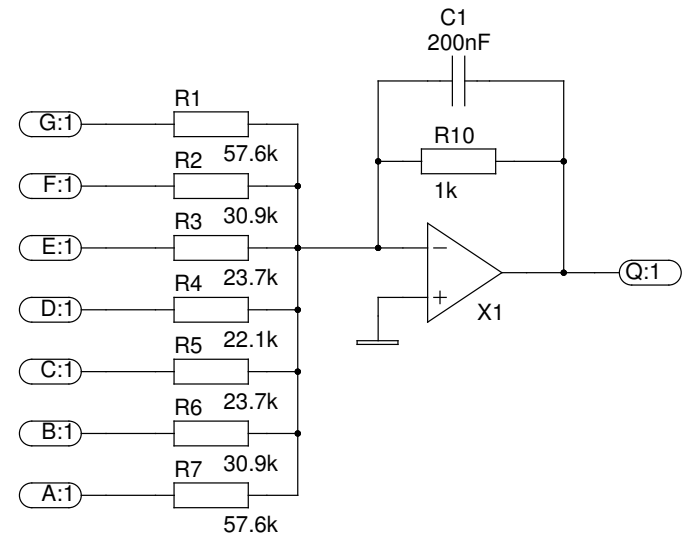 C1
200nF
R1
G:1
R10
57.6k
R2
F:1
1k
30.9k
R3
E:1
−
23.7k
Q:1
R4
D:1
+
X1
22.1k
R5
C:1
23.7k
R6
B:1
30.9k
R7
A:1
57.6k